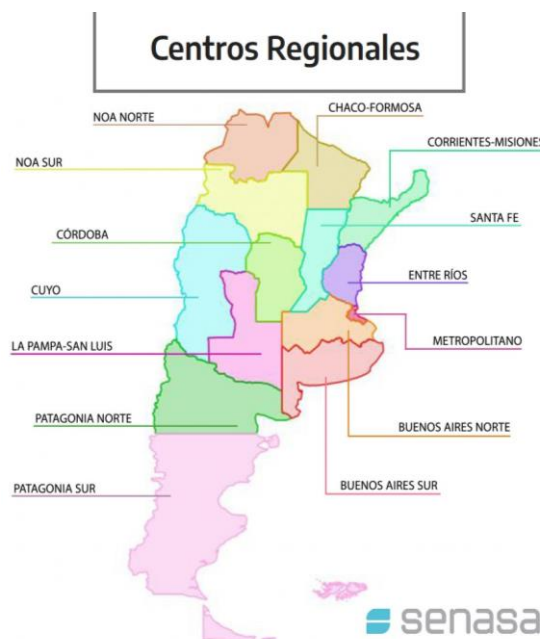 Centros Regionales
CHACO-FORMOSA
NOA NORTE
CORRIENTES-MISIONES
NOA SUR
SANTA FE
CÓRDOBA
ENTRE RÍOS
CUYO
METROPOLITANO
LA PAMPA-SAN LUIS
PATAGONIA NORTE
BUENOS AIRES NORTE
BUENOS AIRES SUR
PATAGONIA SUR
senasa